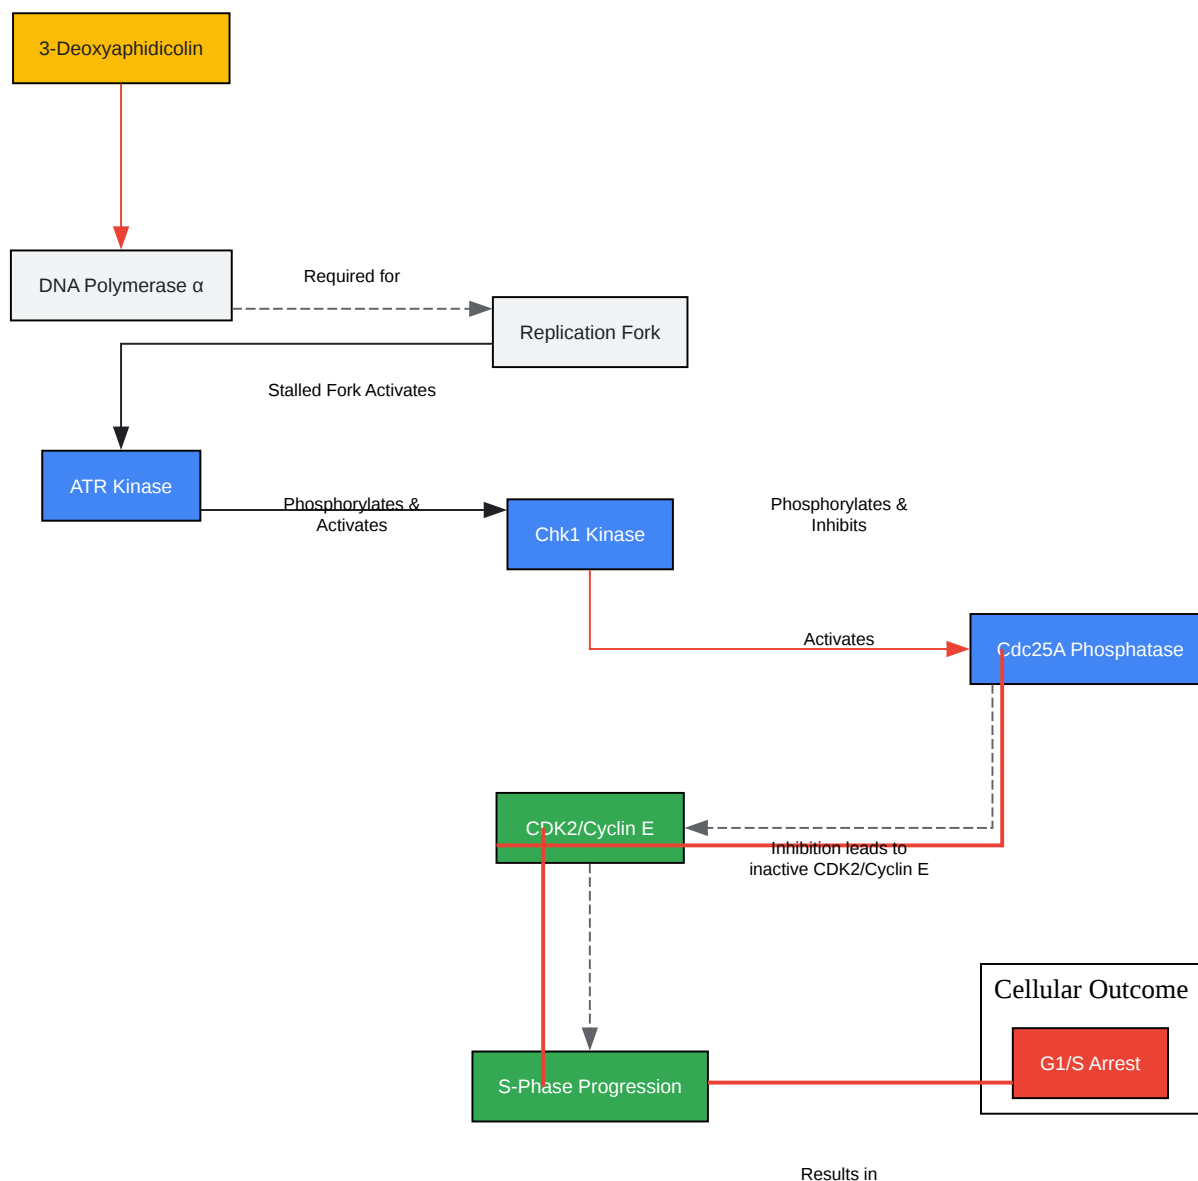 3-Deoxyaphidicolin
DNA Polymerase α
Required for
Replication Fork
Stalled Fork Activates
ATR Kinase
Phosphorylates &
Activates
Chk1 Kinase
Phosphorylates &
Inhibits
Activates
Cdc25A Phosphatase
CDK2/Cyclin E
Inhibition leads to
inactive CDK2/Cyclin E
Cellular Outcome
G1/S Arrest
S-Phase Progression
Results in